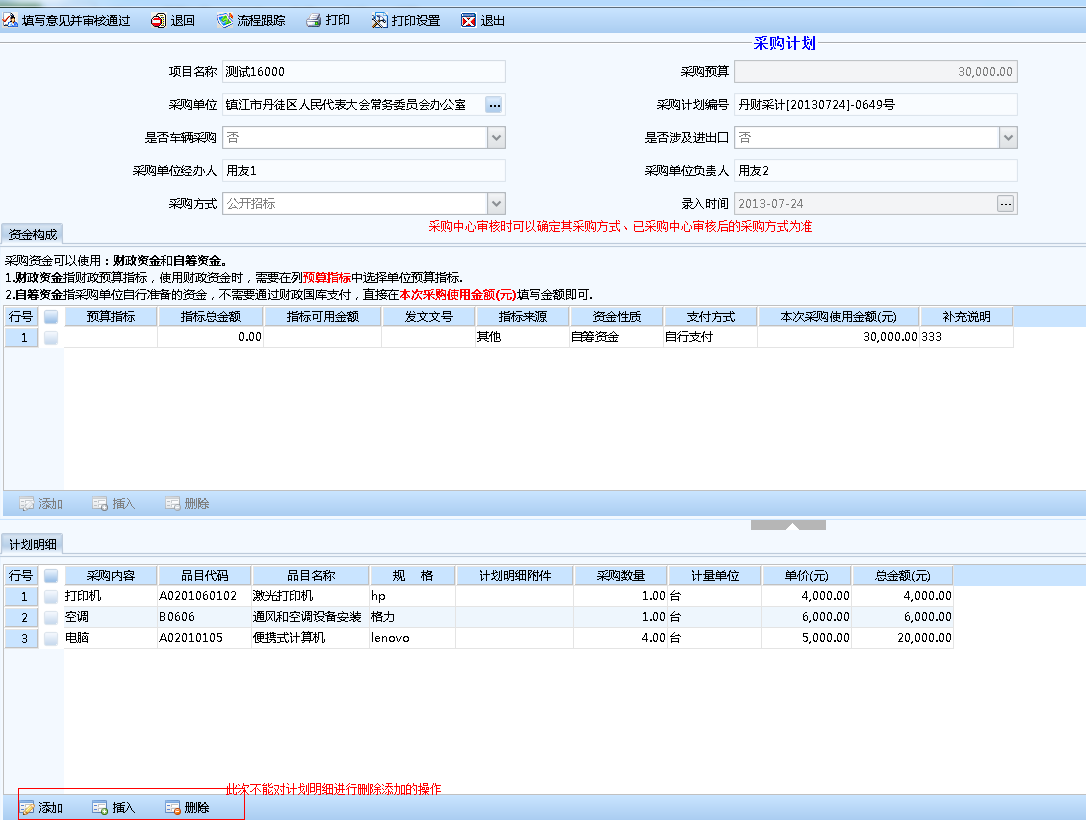 填写意见并审核通过 退回 流程跟踪 打印 打印设置 退出
采购计划
项目名称 测试16000 采购预算 30,000.00
采购单位 镇江市丹徒区人民代表大会常务委员会办公室 ... 采购计划编号 丹财采计[20130724]-0649号
是否车辆采购 否 是否涉及进出口 否
采购单位经办人 用友1 采购单位负责人 用友2
采购方式 公开招标 录入时间 2013-07-24 ...
采购中心审核时可以确定其采购方式、已采购中心审核后的采购方式为准
资金构成
采购资金可以使用：财政资金和自筹资金。
1.财政资金指财政预算指标，使用财政资金时，需要在列预算指标中选择单位预算指标.
2.自筹资金指采购单位自行准备的资金，不需要通过财政国库支付，直接在本次采购使用金额(元)填写金额即可.
行号 预算指标 指标总金额 指标可用金额 发文文号 指标来源 资金性质 支付方式 本次采购使用金额(元) 补充说明
1 0.00 其他 自筹资金 自行支付 30,000.00 333
添加 插入 删除
计划明细
行号 采购内容 品目代码 品目名称 规 格 计划明细附件 采购数量 计量单位 单价(元) 总金额(元)
1 打印机 A0201060102 激光打印机 hp 1.00 台 4,000.00 4,000.00
2 空调 B0606 通风和空调设备安装 格力 1.00 台 6,000.00 6,000.00
3 电脑 A02010105 便携式计算机 lenovo 4.00 台 5,000.00 20,000.00
此次不能对计划明细进行删除添加的操作
添加 插入 删除